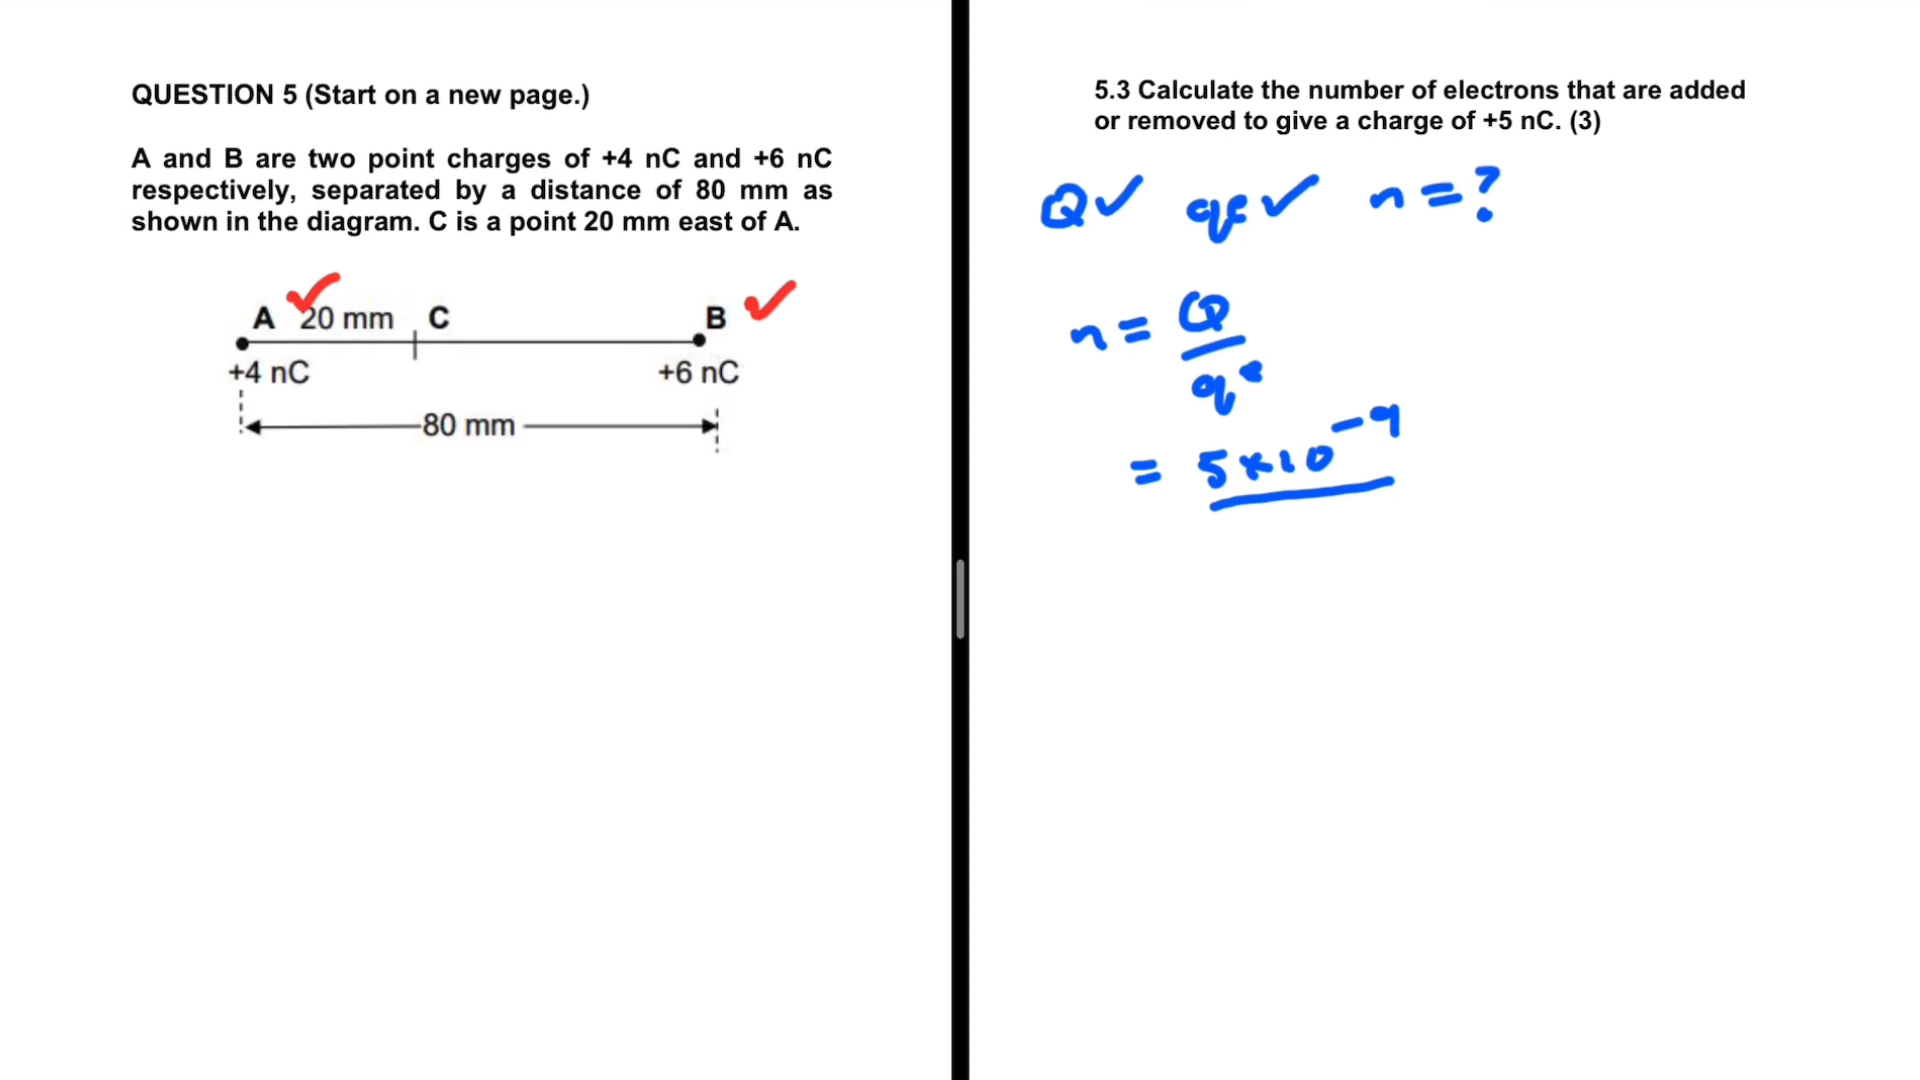 QUESTION 5 (Start on a new page.)
A and B are two point charges of +4 nC and +6 nC
respectively, separated by a distance of 80 mm as
shown in the diagram. C is a point 20 mm east of A.
A 20 mm C B
+4 nC +6 nC
80 mm
5.3 Calculate the number of electrons that are added
or removed to give a charge of +5 nC. (3)
Q✓ qe✓ n=?
n = Q
qe
= 5×10⁻⁹